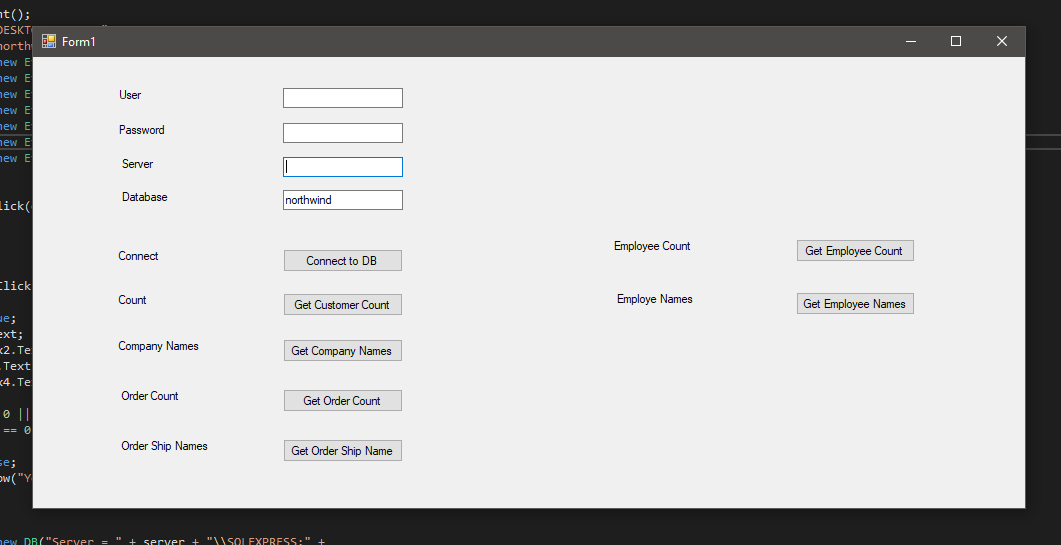 nt();
Form1
new
new
new
new
new
new
new
User
Password
Server
Database
northwind
lick(
Connect
Connect to DB
Employee Count
Get Employee Count
Click
Count
Get Customer Count
Employe Names
Get Employee Names
ue;
ext;
x2.Tex
.Text
x4.Te
Company Names
Get Company Names
Order Count
Get Order Count
0 ||
== 0
Order Ship Names
Get Order Ship Name
se;
ow("Y
new DB("Server = " + server + "\\SQLEXPRESS;" +